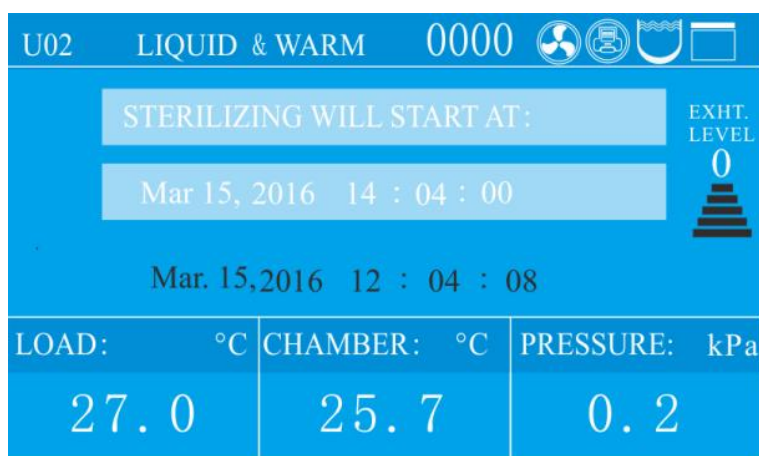 U02 LIQUID & WARM 0000
STERILIZING WILL START AT:
EXHT.
LEVEL
0
Mar 15, 2016 14 : 04 : 00
Mar. 15,2016 12 : 04 : 08
LOAD: °C CHAMBER: °C PRESSURE: kPa
27.0 25.7 0.2